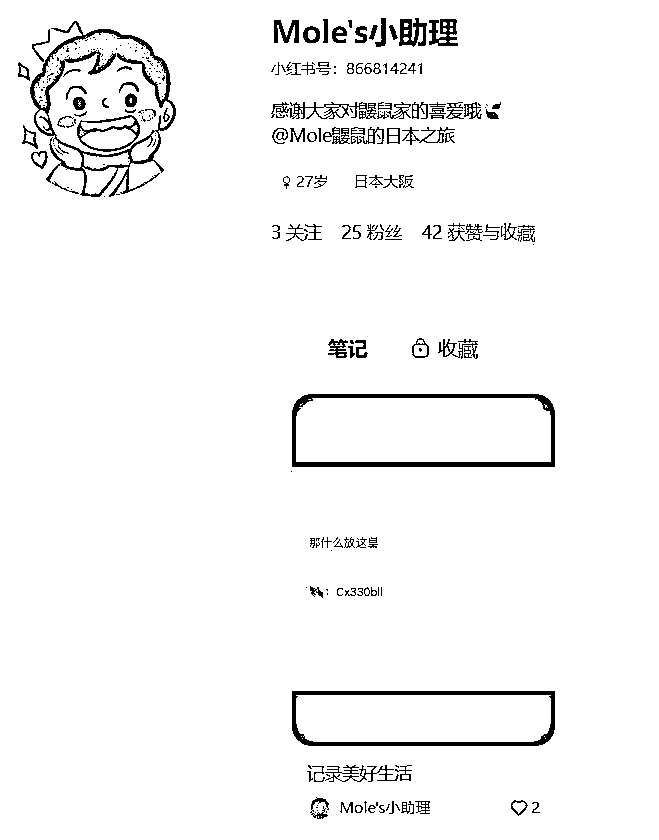 Mole's小助理
小红书号：866814241
感谢大家对鼹鼠家的喜爱哦
@Mole鼹鼠的日本之旅
27岁 日本大阪
3 关注 25 粉丝 42 获赞与收藏
笔记 收藏
那什么放这里
：Cx330bll
记录美好生活
Mole's小助理 2